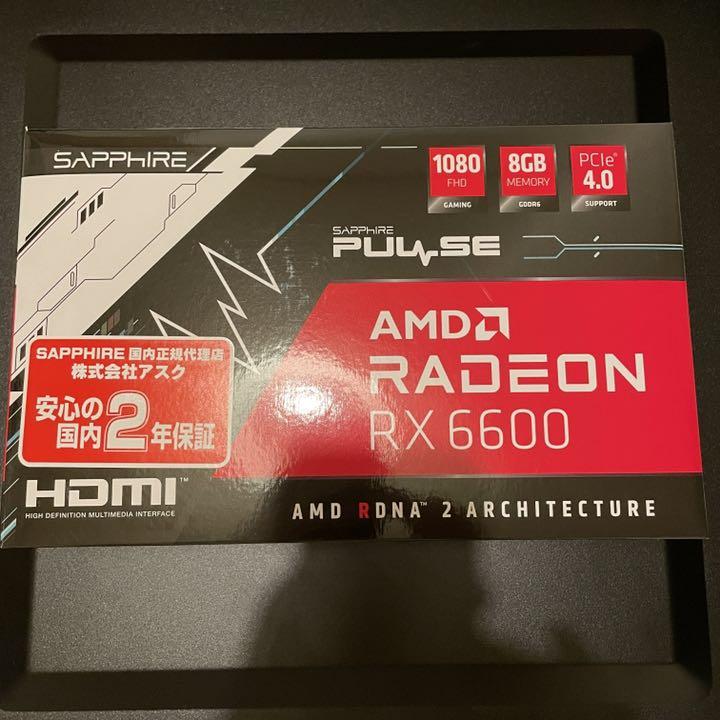 SAPPHIRE
1080
FHD
GAMING
8GB
MEMORY
GDDR6
PCIe®
4.0
SUPPORT
SAPPHIRE
PULSE
AMD
RADEON
RX 6600
SAPPHIRE 国内正規代理店
株式会社アスク
安心の
国内2年保証
HDMI™
HIGH DEFINITION MULTIMEDIA INTERFACE
AMD RDNA™ 2 ARCHITECTURE